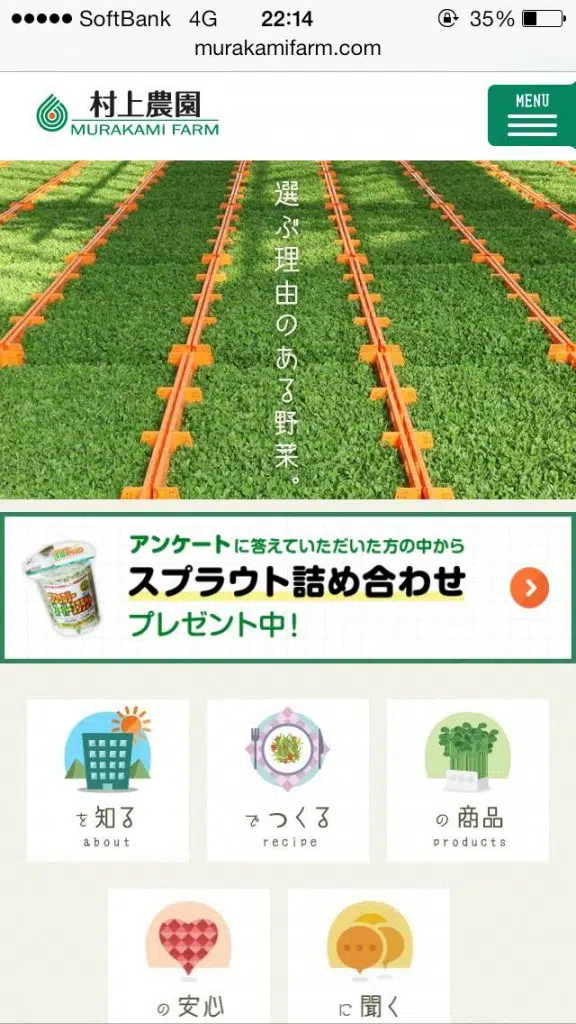 SoftBank 4G 22:14 35%
murakamifarm.com
村上農園
MURAKAMI FARM
MENU
選ぶ理由のある野菜。
アンケートに答えていただいた方の中から
スプラウト詰め合わせ
プレゼント中!
を知る
about
でつくる
recipe
の商品
products
の安心
に聞く